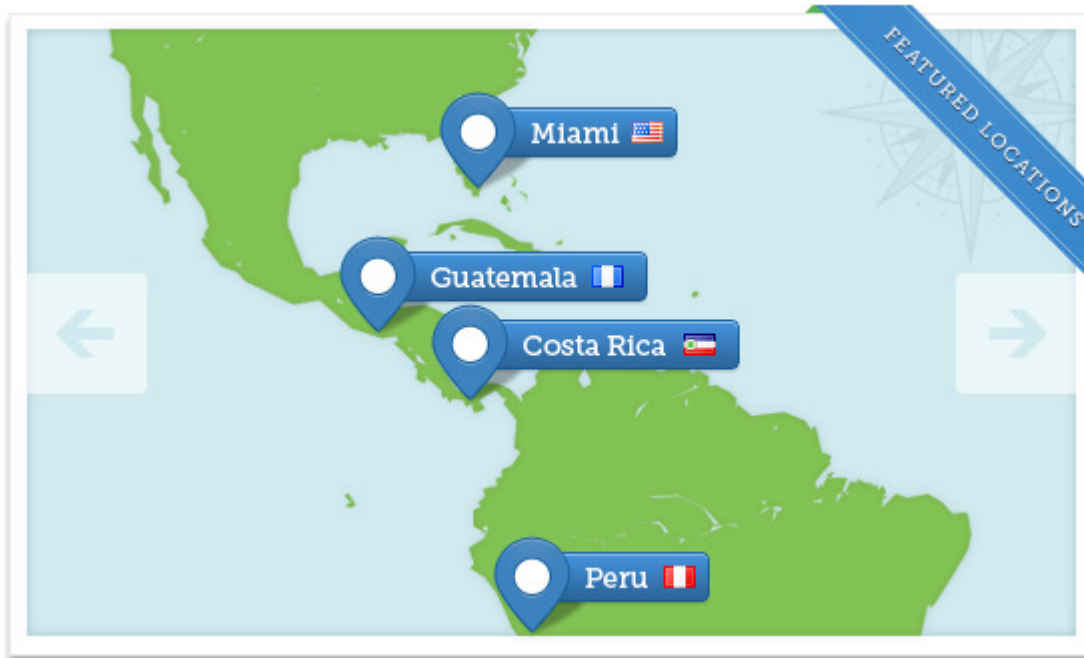 FEATURED LOCATIONS
Miami
Guatemala
Costa Rica
Peru